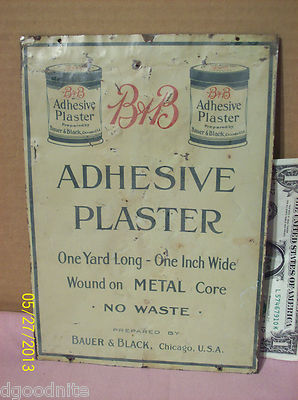 B&B
Adhesive
Plaster
Prepared by
Bauer & Black, Chicago, U.S.A.
B&B
B&B
Adhesive
Plaster
Prepared by
Bauer & Black, Chicago, U.S.A.
ADHESIVE
PLASTER
One Yard Long - One Inch Wide
Wound on METAL Core
· NO WASTE ·
PREPARED BY
BAUER & BLACK, Chicago, U.S.A.
05/27/2013
dgoodnite